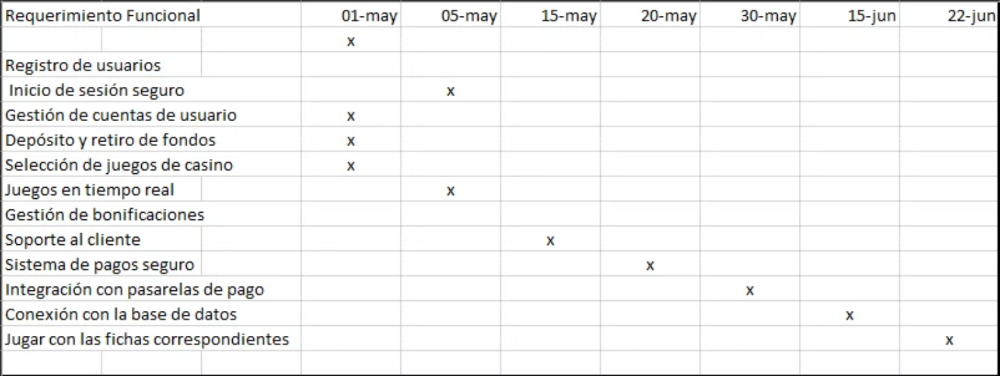 Requerimiento Funcional 01-may 05-may 15-may 20-may 30-may 15-jun 22-jun
x
Registro de usuarios
Inicio de sesión seguro x
Gestión de cuentas de usuario x
Depósito y retiro de fondos x
Selección de juegos de casino x
Juegos en tiempo real x
Gestión de bonificaciones
Soporte al cliente x
Sistema de pagos seguro x
Integración con pasarelas de pago x
Conexión con la base de datos x
Jugar con las fichas correspondientes x